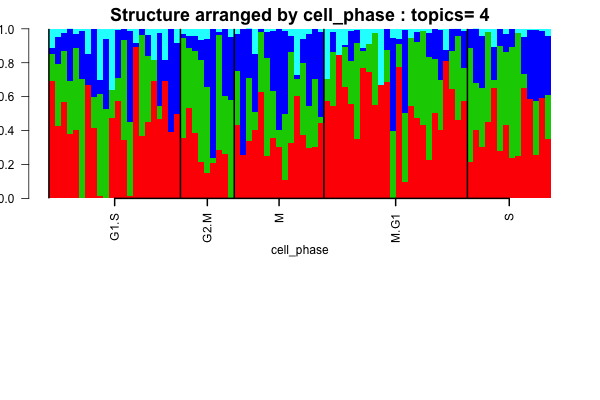 Structure arranged by cell_phase : topics= 4
1.0
0.8
0.6
0.4
0.2
0.0
G1.S
G2.M
M
M.G1
S
cell_phase